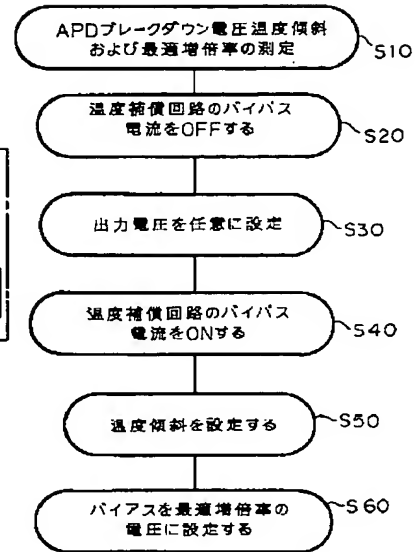 APDブレークダウン電圧温度傾斜
および最適増倍率の測定
S10
温度補償回路のバイパス
電流をOFFする
S20
出力電圧を任意に設定
S30
温度補償回路のバイパス
電流をONする
S40
温度傾斜を設定する
S50
バイアスを最適増倍率の
電圧に設定する
S60